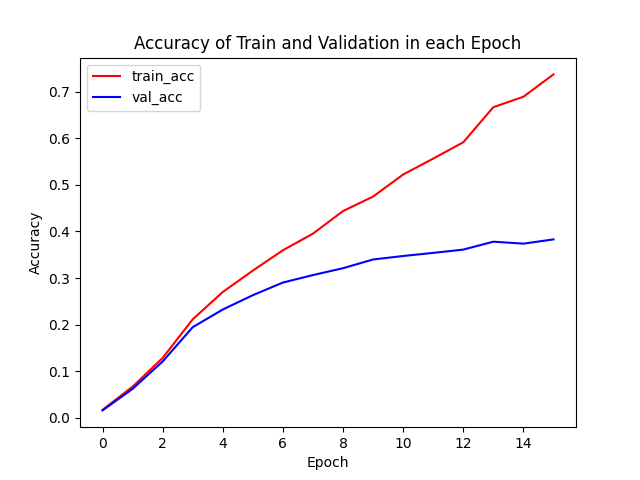 Accuracy of Train and Validation in each Epoch
train_acc
val_acc
0.7
0.6
0.5
0.4
0.3
0.2
0.1
0.0
Accuracy
0 2 4 6 8 10 12 14
Epoch